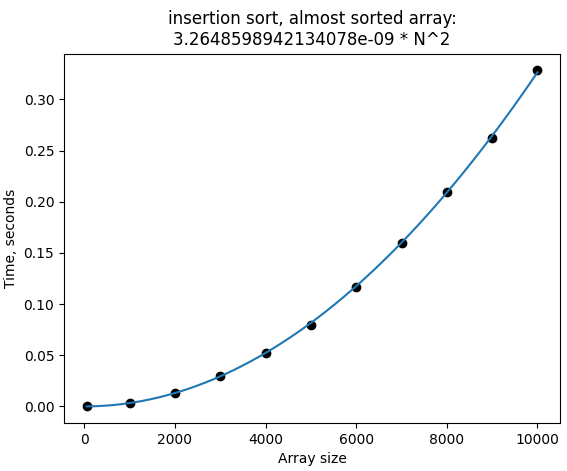 insertion sort, almost sorted array:
3.2648598942134078e-09 * N^2
0.30
0.25
0.20
0.15
0.10
0.05
0.00
Time, seconds
0 2000 4000 6000 8000 10000
Array size